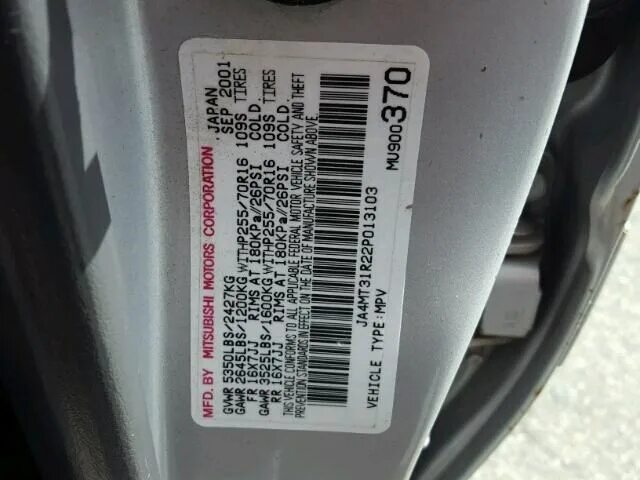 MFD. BY MITSUBISHI MOTORS CORPORATION JAPAN
GVWR 5350LBS/2427KG SEP 2001
GAWR 2645LBS/1200KG WITH P255/70R16 109S TIRES
FR 16X7JJ RIMS AT 180KPa/26PSI COLD.
GAWR 3525LBS/1600KG WITH P255/70R16 109S TIRES
RR 16X7JJ RIMS AT 180KPa/26PSI COLD.
THIS VEHICLE CONFORMS TO ALL APPLICABLE FEDERAL MOTOR VEHICLE SAFETY AND THEFT
PREVENTION STANDARDS IN EFFECT ON THE DATE OF MANUFACTURE SHOWN ABOVE.
JA4MT31R22P013103
VEHICLE TYPE:MPV MU900370